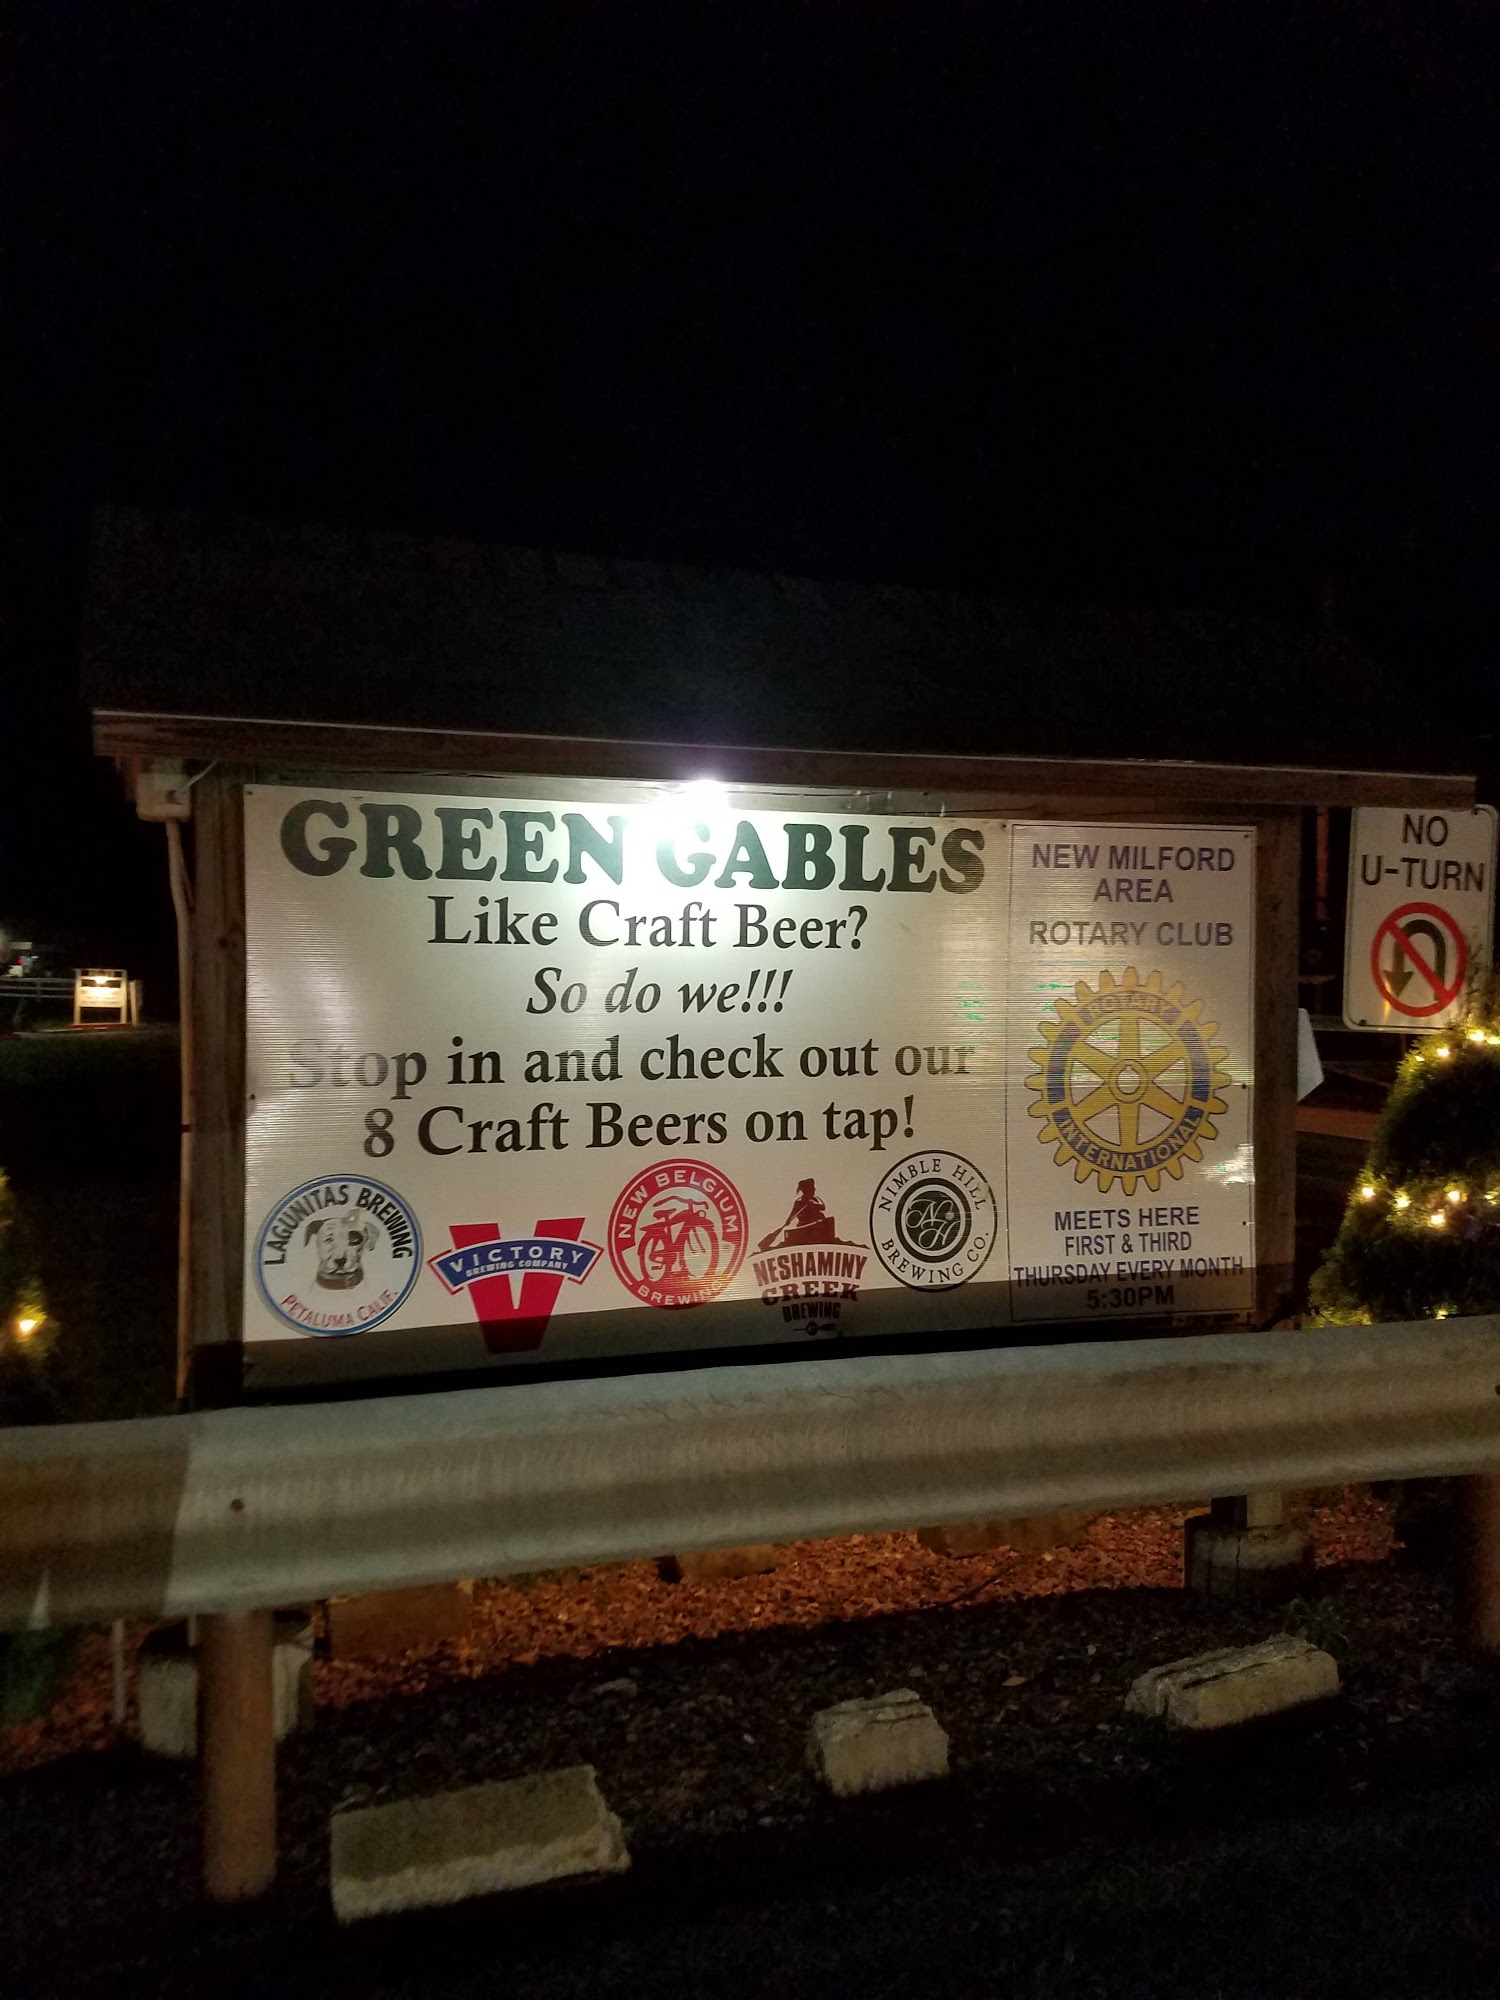 GREEN GABLES
Like Craft Beer?
So do we!!!
Stop in and check out our
8 Craft Beers on tap!
LAGUNITAS BREWING
PETALUMA CALIF.
VICTORY
BREWING COMPANY
V
NEW BELGIUM
BREWING
NESHAMINY
CREEK
BREWING
NIMBLE HILL
NH
BREWING CO.
NEW MILFORD
AREA
ROTARY CLUB
ROTARY
INTERNATIONAL
MEETS HERE
FIRST & THIRD
THURSDAY EVERY MONTH
5:30PM
NO
U-TURN